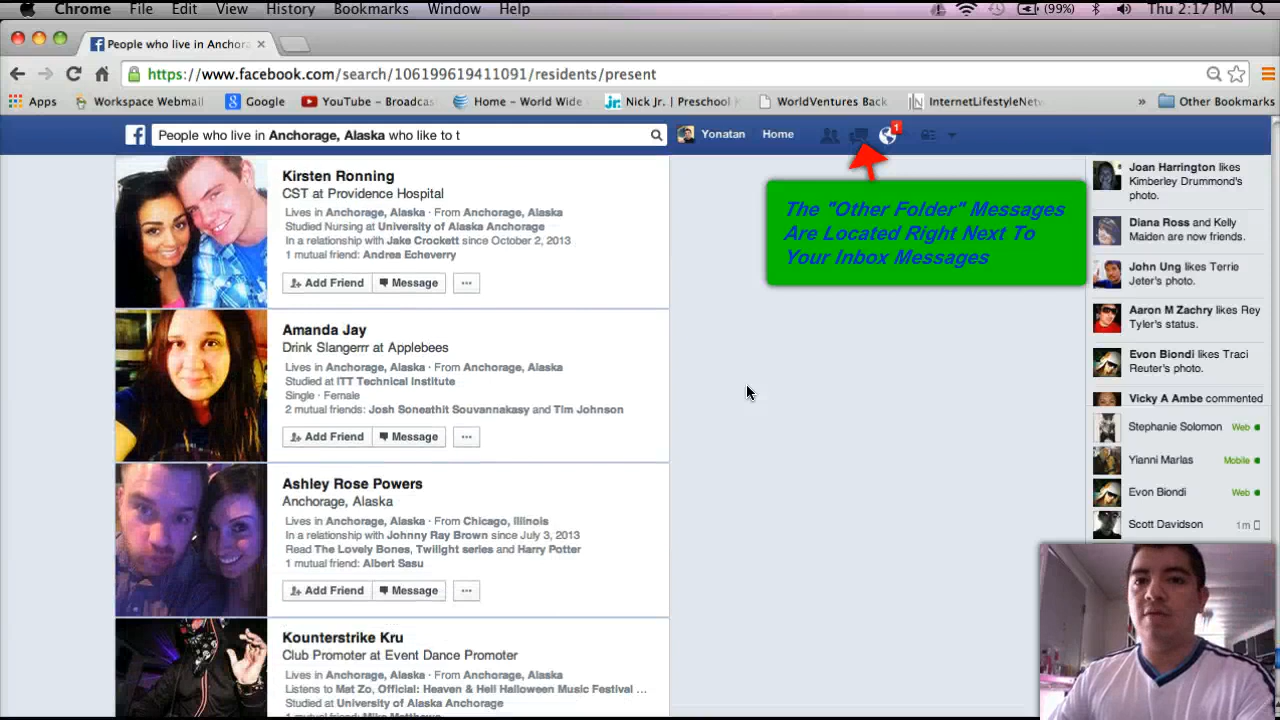 Chrome File Edit View History Bookmarks Window Help (99%) Thu 2:17 PM
People who live in Anchora
https://www.facebook.com/search/106199619411091/residents/present
Apps Workspace Webmail Google YouTube – Broadcas Home – World Wide Nick Jr. | Preschool WorldVentures Back InternetLifestyleNetw » Other Bookmarks
People who live in Anchorage, Alaska who like to t Yonatan Home 1
Kirsten Ronning
CST at Providence Hospital
Lives in Anchorage, Alaska · From Anchorage, Alaska
Studied Nursing at University of Alaska Anchorage
In a relationship with Jake Crockett since October 2, 2013
1 mutual friend: Andrea Echeverry
Add Friend Message ...
Amanda Jay
Drink Slangerrr at Applebees
Lives in Anchorage, Alaska · From Anchorage, Alaska
Studied at ITT Technical Institute
Single · Female
2 mutual friends: Josh Soneathit Souvannakasy and Tim Johnson
Add Friend Message ...
Ashley Rose Powers
Anchorage, Alaska
Lives in Anchorage, Alaska · From Chicago, Illinois
In a relationship with Johnny Ray Brown since July 3, 2013
Read The Lovely Bones, Twilight series and Harry Potter
1 mutual friend: Albert Sasu
Add Friend Message ...
Kounterstrike Kru
Club Promoter at Event Dance Promoter
Lives in Anchorage, Alaska · From Anchorage, Alaska
Listens to Mat Zo, Official: Heaven & Hell Halloween Music Festival ...
Studied at University of Alaska Anchorage
The "Other Folder" Messages
Are Located Right Next To
Your Inbox Messages
Joan Harrington likes
Kimberley Drummond's
photo.
Diana Ross and Kelly
Maiden are now friends.
John Ung likes Terrie
Jeter's photo.
Aaron M Zachry likes Rey
Tyler's status.
Evon Biondi likes Traci
Reuter's photo.
Vicky A Ambe commented
Stephanie Solomon Web
Yianni Marlas Mobile
Evon Biondi Web
Scott Davidson 1m